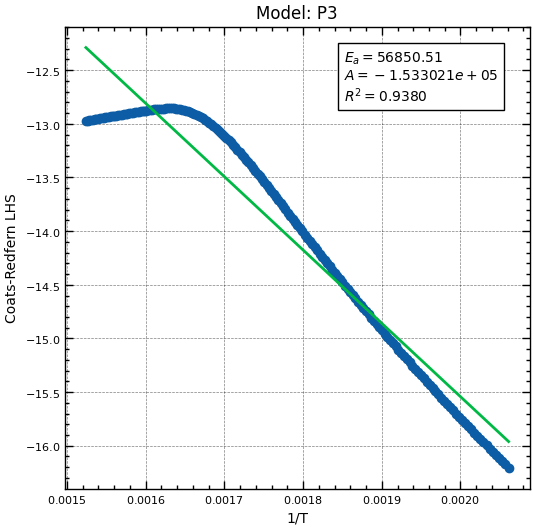 Model: P3
Eₐ = 56850.51
A = −1.533021e + 05
R² = 0.9380
−12.5
−13.0
−13.5
−14.0
−14.5
−15.0
−15.5
−16.0
Coats-Redfern LHS
0.0015 0.0016 0.0017 0.0018 0.0019 0.0020
1/T